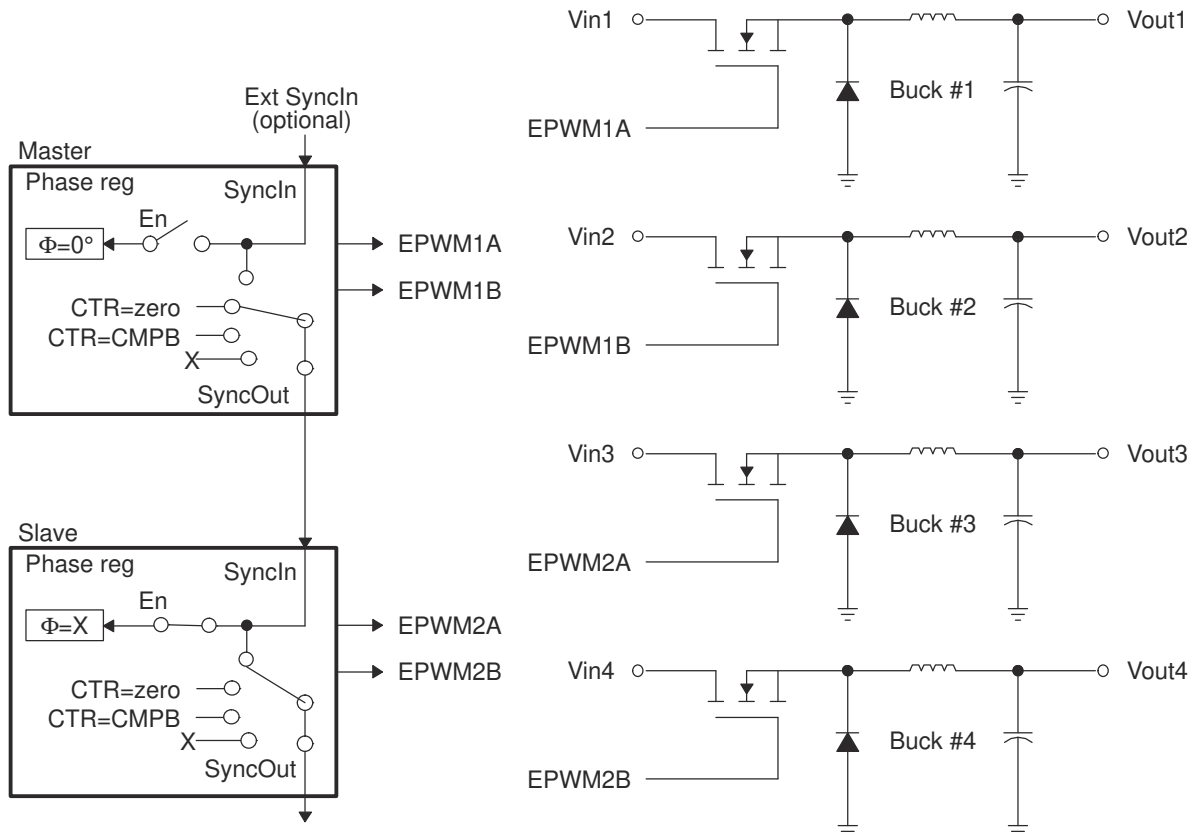 Ext SyncIn
(optional)
Master
Phase reg
SyncIn
En
Φ=0°
EPWM1A
EPWM1B
CTR=zero
CTR=CMPB
X
SyncOut
Slave
Phase reg
SyncIn
En
Φ=X
EPWM2A
EPWM2B
CTR=zero
CTR=CMPB
X
SyncOut
Vin1
Vout1
Buck #1
EPWM1A
Vin2
Vout2
Buck #2
EPWM1B
Vin3
Vout3
Buck #3
EPWM2A
Vin4
Vout4
Buck #4
EPWM2B